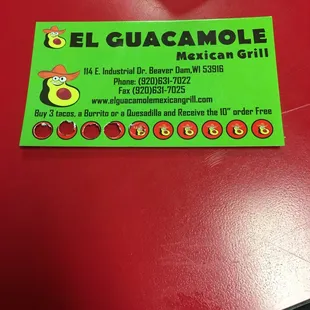 EL GUACAMOLE
Mexican Grill
114 E. Industrial Dr. Beaver Dam,WI 53916
Phone: (920)631-7022
Fax (920)631-7025
www.elguacamolemexicangrill.com
Buy 3 tacos, a Burrito or a Quesadilla and Receive the 10" order Free